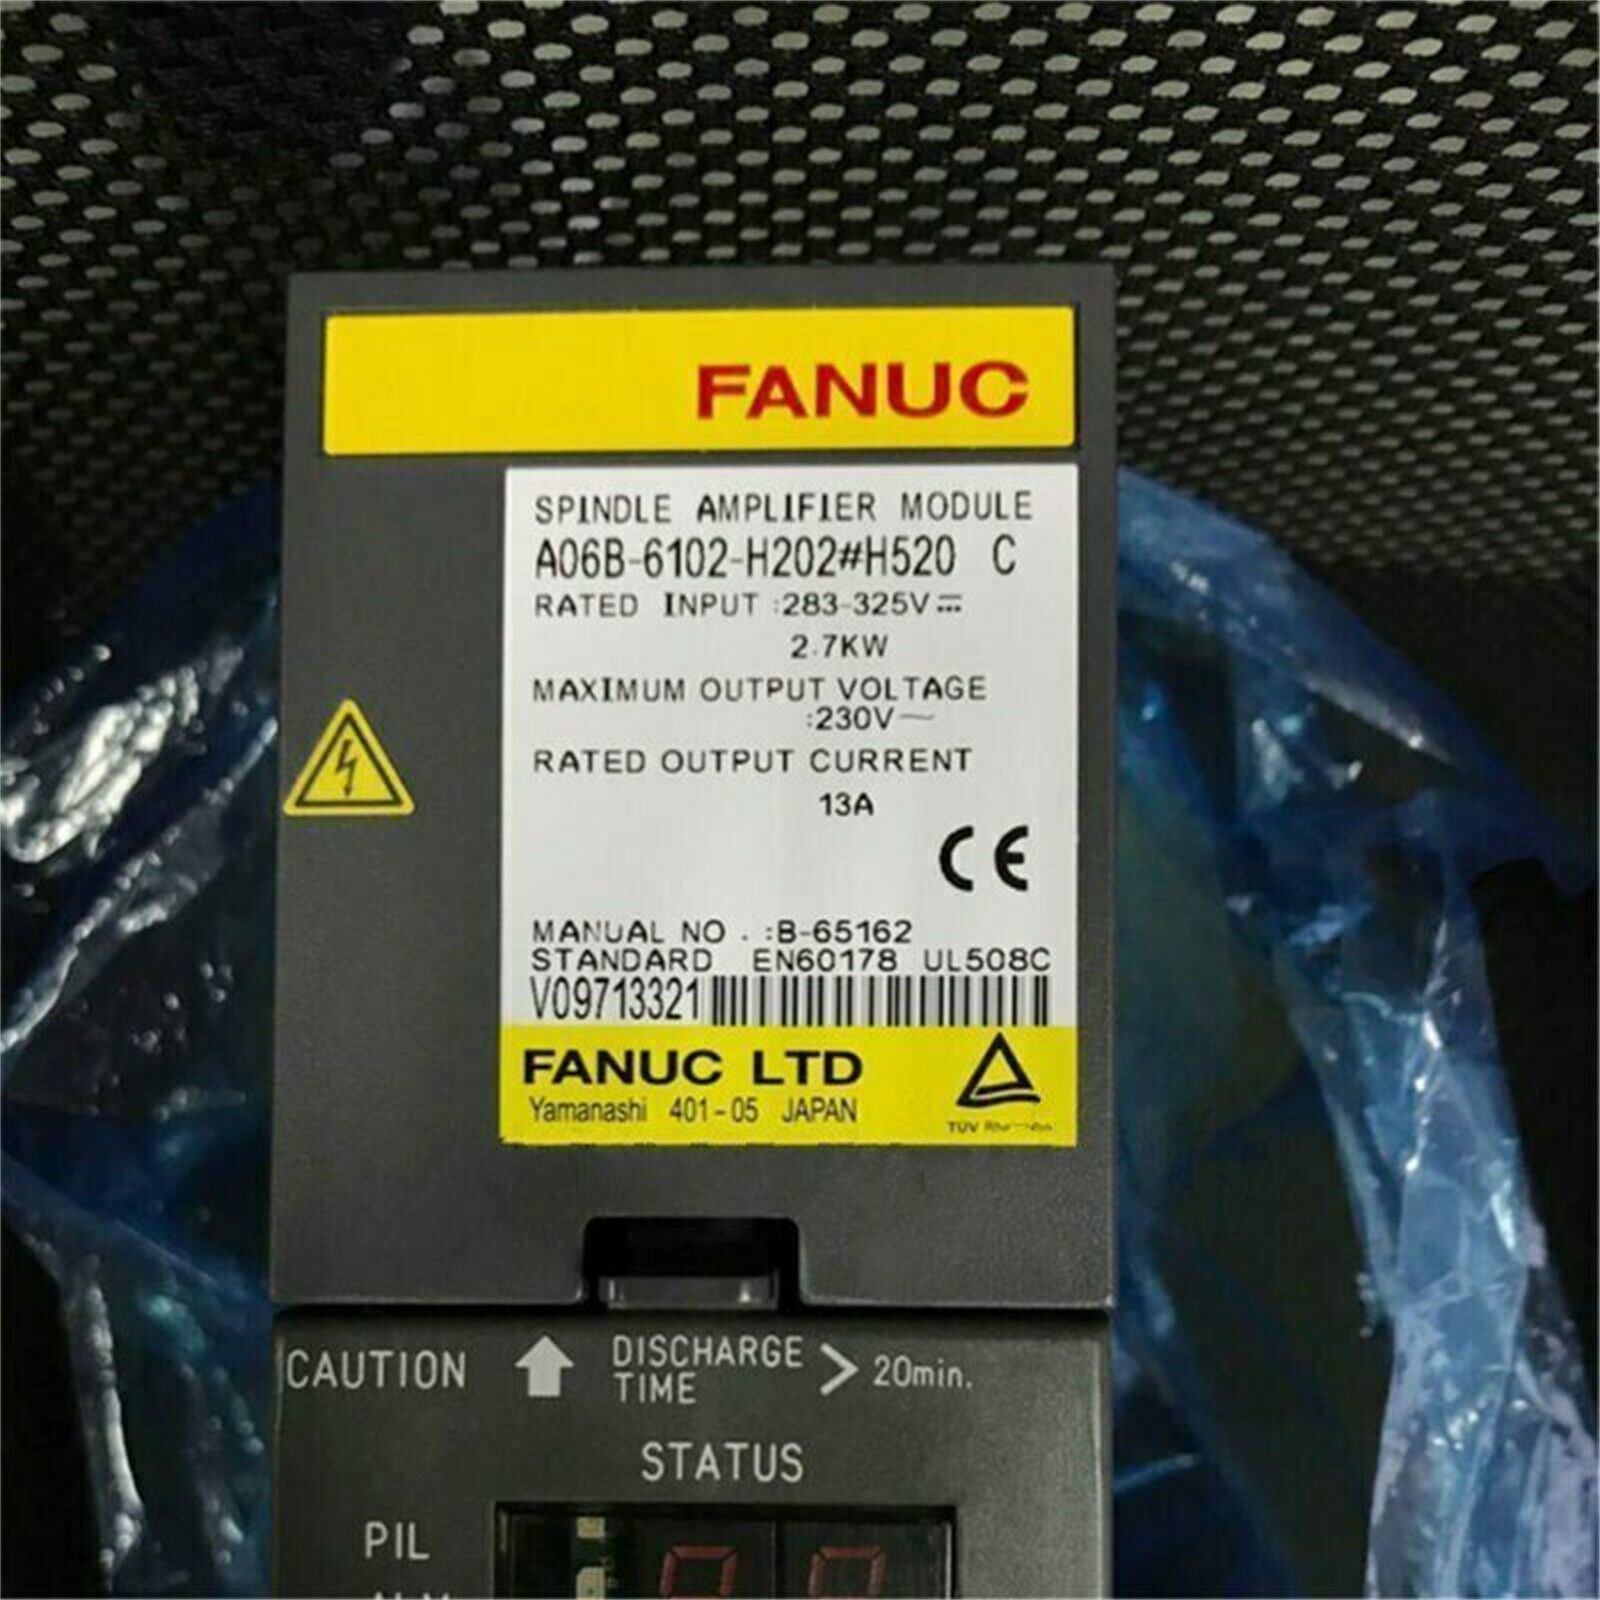 FANUC
SPINDLE AMPLIFIER MODULE
A06B-6102-H202#H520 C
RATED INPUT :283-325V⎓
2.7KW
MAXIMUM OUTPUT VOLTAGE
:230V~
RATED OUTPUT CURRENT
13A
CE
MANUAL NO . :B-65162
STANDARD EN60178 UL508C
V09713321
FANUC LTD
Yamanashi 401-05 JAPAN
TÜV
CAUTION
DISCHARGE
TIME
> 20min.
STATUS
PIL